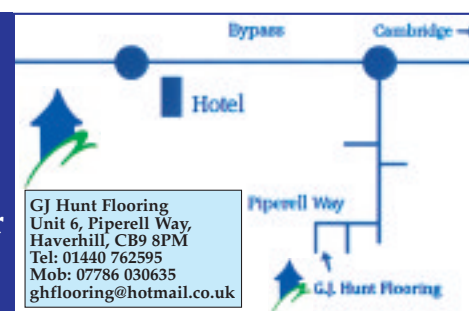 Bypass
Cambridge
Hotel
GJ Hunt Flooring
Unit 6, Piperell Way,
Haverhill, CB9 8PM
Tel: 01440 762595
Mob: 07786 030635
ghflooring@hotmail.co.uk
Piperell Way
G.J. Hunt Flooring